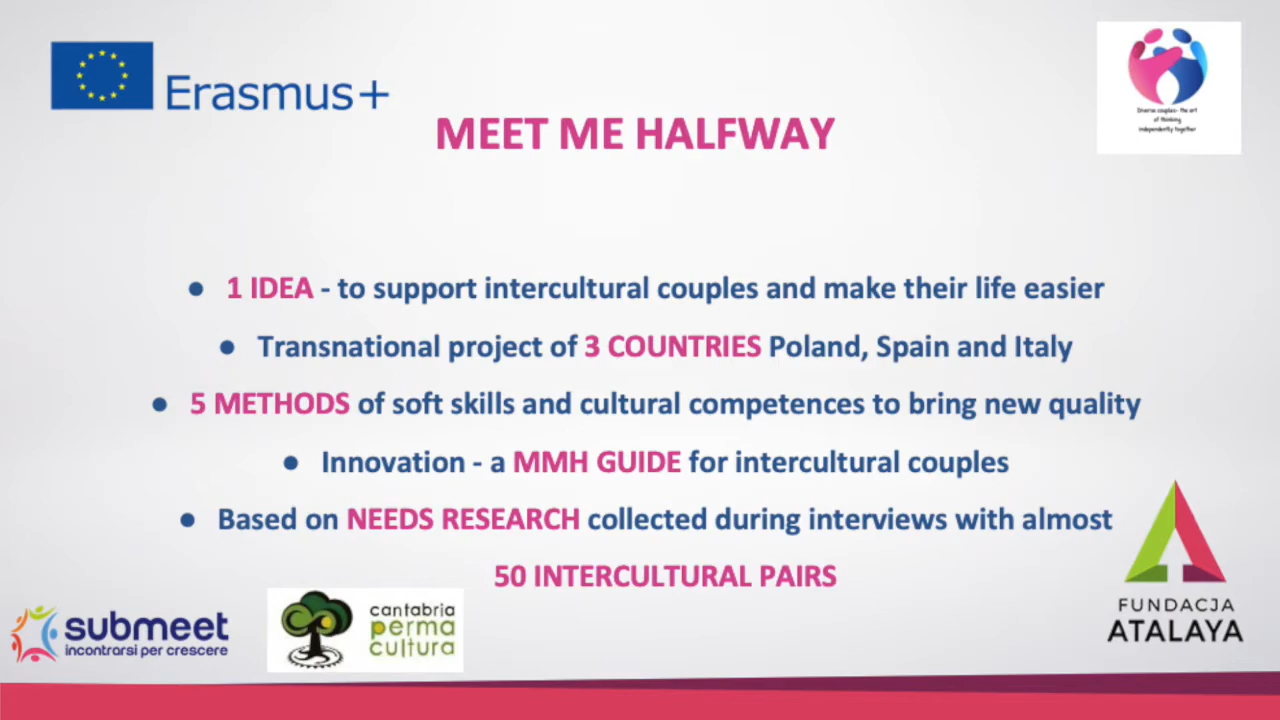 Erasmus+
Diverse couples- the art
of thinking
independently together
MEET ME HALFWAY
● 1 IDEA - to support intercultural couples and make their life easier
● Transnational project of 3 COUNTRIES Poland, Spain and Italy
● 5 METHODS of soft skills and cultural competences to bring new quality
● Innovation - a MMH GUIDE for intercultural couples
● Based on NEEDS RESEARCH collected during interviews with almost
50 INTERCULTURAL PAIRS
submeet
incontrarsi per crescere
cantabria
perma
cultura
FUNDACJA
ATALAYA